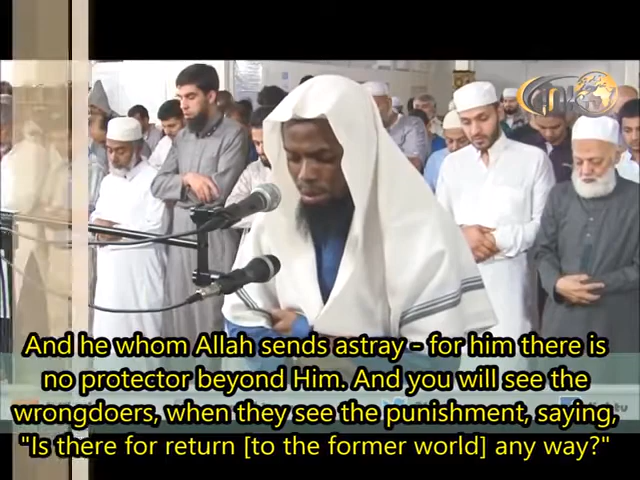 And he whom Allah sends astray - for him there is
no protector beyond Him. And you will see the
wrongdoers, when they see the punishment, saying,
"Is there for return [to the former world] any way?"